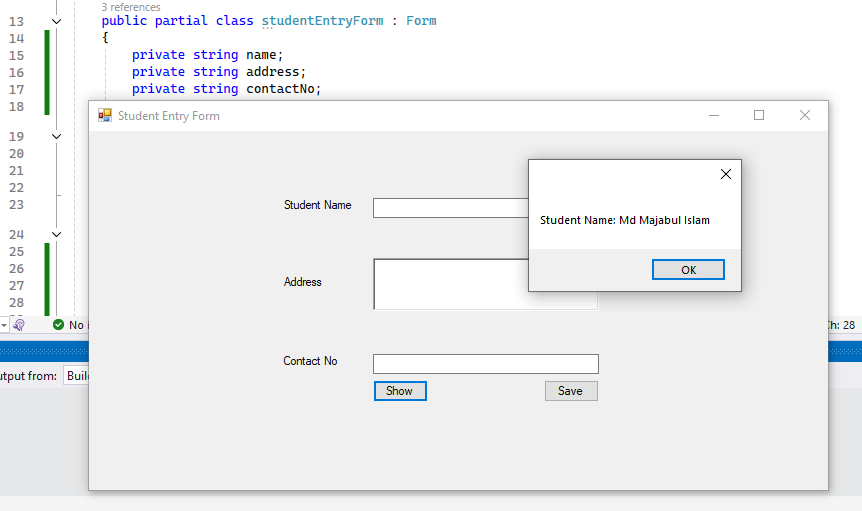 3 references
13 public partial class studentEntryForm : Form
14 {
15 private string name;
16 private string address;
17 private string contactNo;
18
Student Entry Form
19
20
21
22
23
24
25
26
27
28
Student Name
Student Name: Md Majabul Islam
OK
Address
No
Ch: 28
Contact No
utput from:
Show
Save